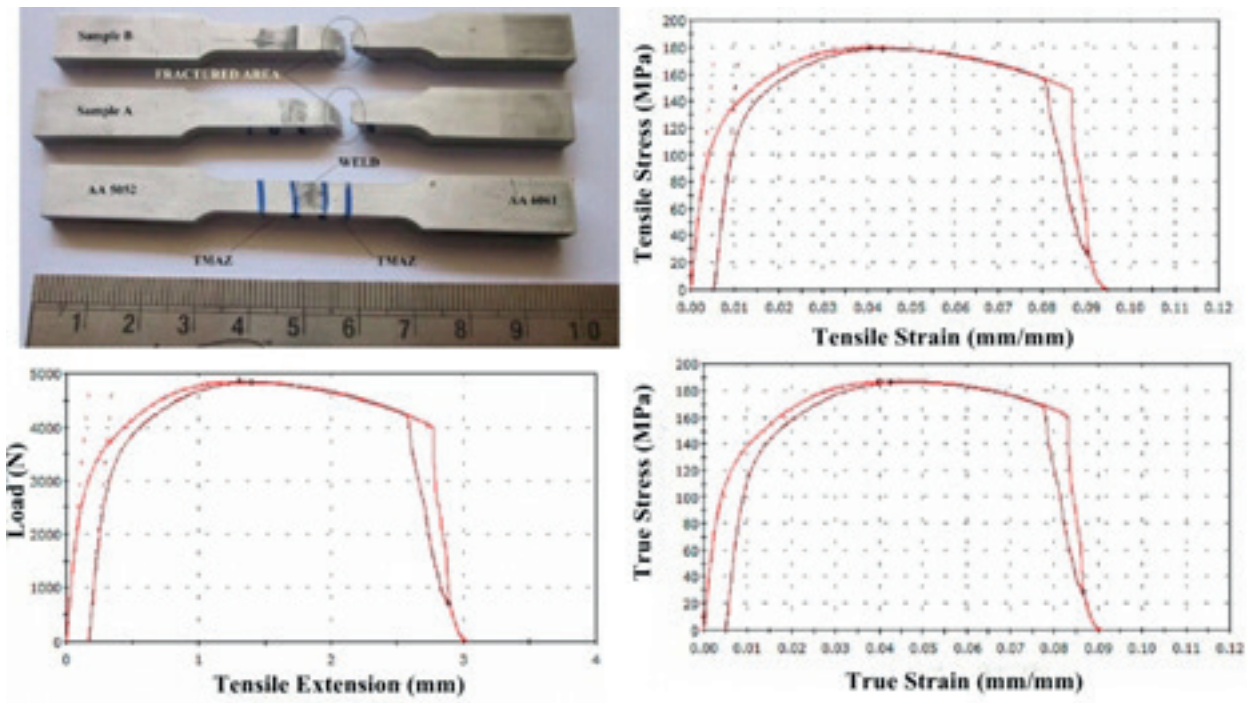 Sample B
FRACTURED AREA
Sample A
WELD
AA 5052
AA 6061
TMAZ
TMAZ
1 2 3 4 5 6 7 8 9 10
Tensile Stress (MPa)
200
180
160
140
120
100
80
60
40
20
0
0.00 0.01 0.02 0.03 0.04 0.05 0.06 0.07 0.08 0.09 0.10 0.11 0.12
Tensile Strain (mm/mm)
Load (N)
5000
4000
3000
2000
1000
0
0 1 2 3 4
Tensile Extension (mm)
True Stress (MPa)
200
180
160
140
120
100
80
60
40
20
0
0.00 0.01 0.02 0.03 0.04 0.05 0.06 0.07 0.08 0.09 0.10 0.11 0.12
True Strain (mm/mm)